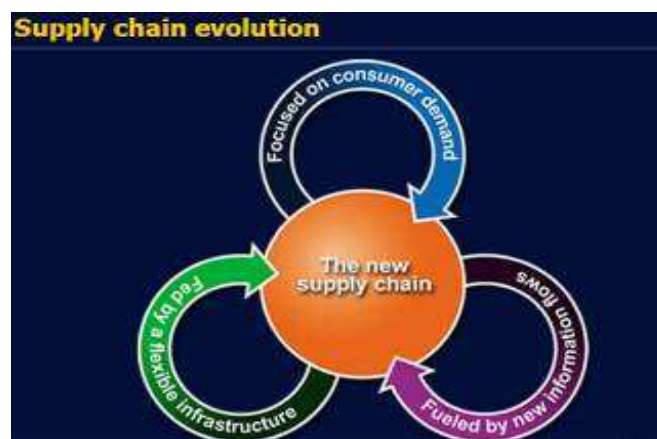 Supply chain evolution
Focused on consumer demand
The new
supply chain
Fed by a flexible infrastructure
Fueled by new information flows